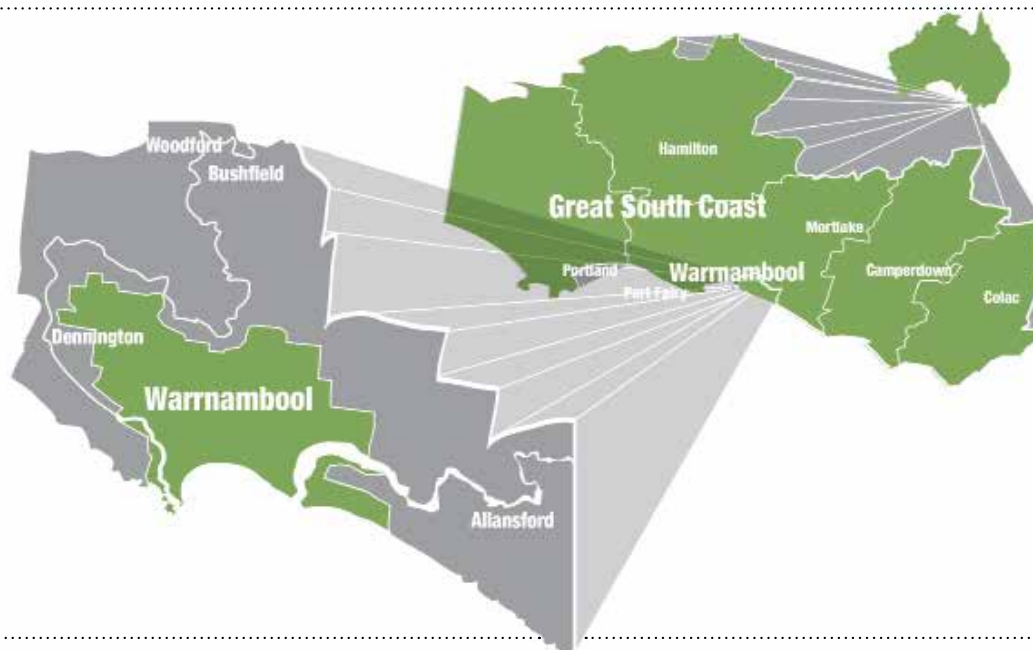 Woodford
Bushfield
Dennington
Warrnambool
Allansford
Hamilton
Great South Coast
Mortlake
Portland
Warrnambool
Camperdown
Port Fairy
Colac